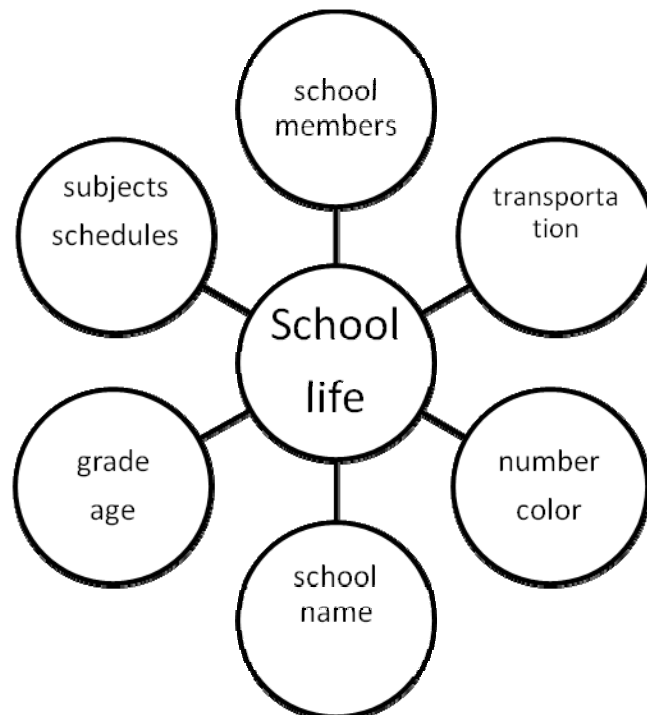 school
members
subjects
schedules
transporta
tion
School
life
grade
age
number
color
school
name